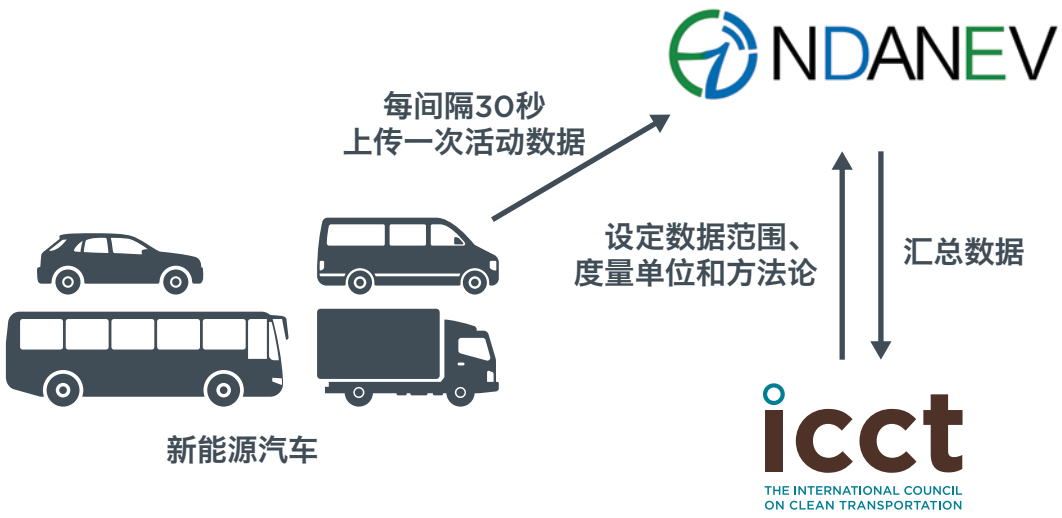 NDANEV
每间隔30秒
上传一次活动数据
设定数据范围、
度量单位和方法论
汇总数据
新能源汽车
icct
THE INTERNATIONAL COUNCIL
ON CLEAN TRANSPORTATION